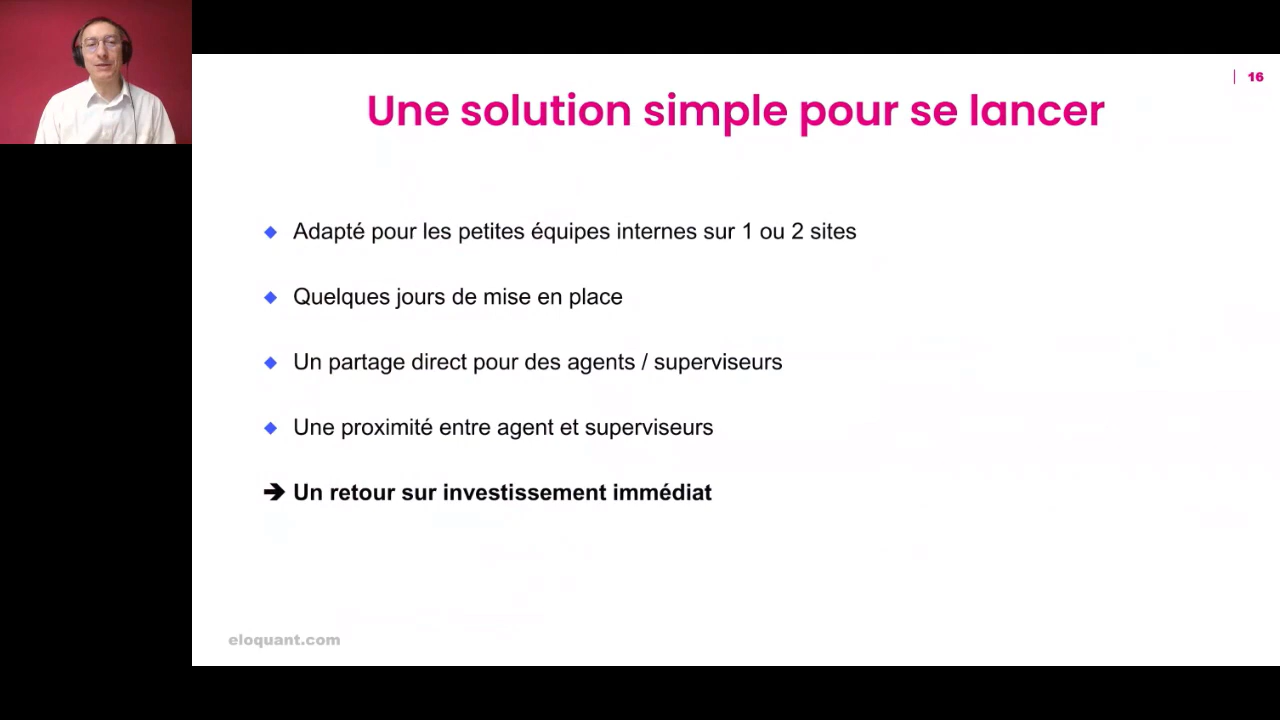 16
Une solution simple pour se lancer
Adapté pour les petites équipes internes sur 1 ou 2 sites
Quelques jours de mise en place
Un partage direct pour des agents / superviseurs
Une proximité entre agent et superviseurs
➔ Un retour sur investissement immédiat
eloquant.com